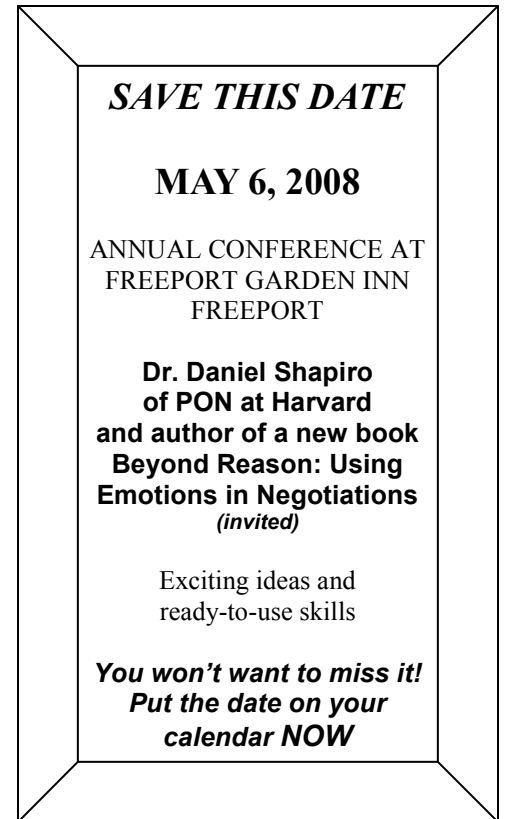 SAVE THIS DATE
MAY 6, 2008
ANNUAL CONFERENCE AT
FREEPORT GARDEN INN
FREEPORT
Dr. Daniel Shapiro
of PON at Harvard
and author of a new book
Beyond Reason: Using
Emotions in Negotiations
(invited)
Exciting ideas and
ready-to-use skills
You won’t want to miss it!
Put the date on your
calendar NOW